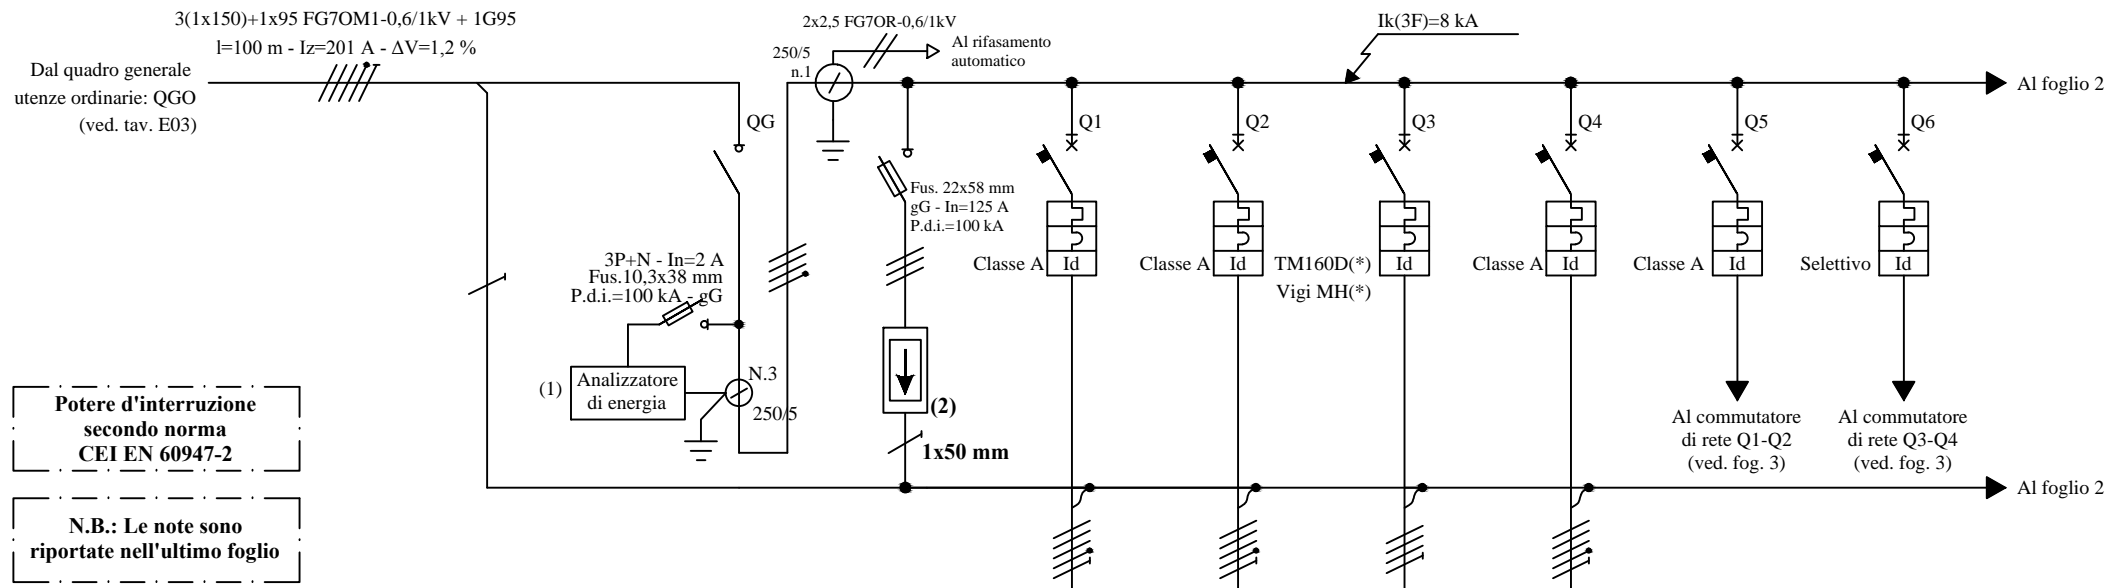 3(1x150)+1x95 FG7OM1-0,6/1kV + 1G95
l=100 m - Iz=201 A - ΔV=1,2 %
Dal quadro generale
utenze ordinarie: QGO
(ved. tav. E03)
2x2,5 FG7OR-0,6/1kV
250/5
n.1
Al rifasamento
automatico
Ik(3F)=8 kA
Al foglio 2
QG
Q1
Q2
Q3
Q4
Q5
Q6
Fus. 22x58 mm
gG - In=125 A
P.d.i.=100 kA
3P+N - In=2 A
Fus.10,3x38 mm
P.d.i.=100 kA - gG
Classe A
Id
Classe A
Id
TM160D(*)
Vigi MH(*)
Id
Classe A
Id
Classe A
Id
Selettivo
Id
(1)
Analizzatore
di energia
N.3
250/5
(2)
1x50 mm
Al commutatore
di rete Q1-Q2
(ved. fog. 3)
Al commutatore
di rete Q3-Q4
(ved. fog. 3)
Al foglio 2
Potere d'interruzione
secondo norma
CEI EN 60947-2
N.B.: Le note sono
riportate nell'ultimo foglio